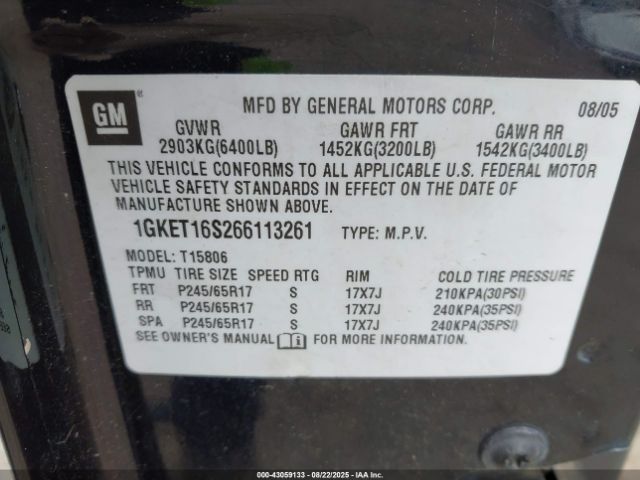 GM
MFD BY GENERAL MOTORS CORP. 08/05
GVWR GAWR FRT GAWR RR
2903KG(6400LB) 1452KG(3200LB) 1542KG(3400LB)
THIS VEHICLE CONFORMS TO ALL APPLICABLE U.S. FEDERAL MOTOR
VEHICLE SAFETY STANDARDS IN EFFECT ON THE DATE OF
MANUFACTURE SHOWN ABOVE.
1GKET16S266113261 TYPE: M.P.V.
MODEL: T15806
TPMU TIRE SIZE SPEED RTG RIM COLD TIRE PRESSURE
FRT P245/65R17 S 17X7J 210KPA(30PSI)
RR P245/65R17 S 17X7J 240KPA(35PSI)
SPA P245/65R17 S 17X7J 240KPA(35PSI)
SEE OWNER'S MANUAL FOR MORE INFORMATION.
000-43059133 - 08/22/2025 - IAAI.COM